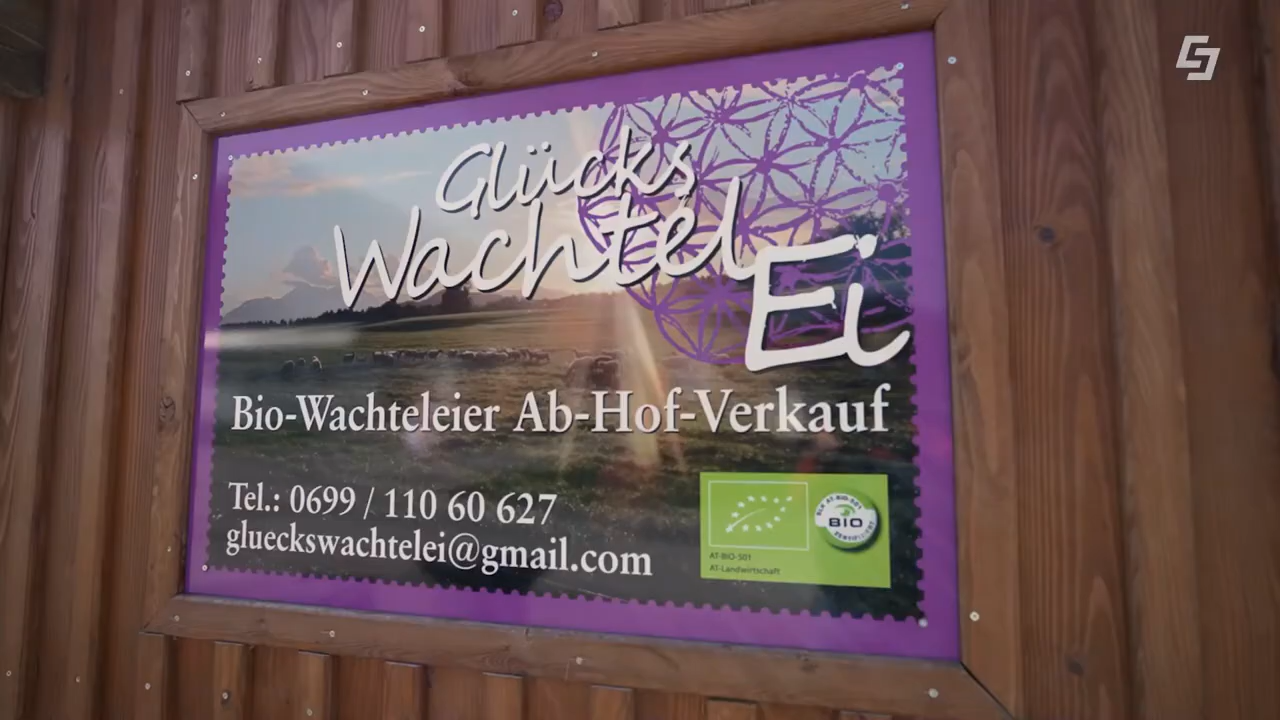 Glücks
Wachtel
Ei
Bio-Wachteleier Ab-Hof-Verkauf
Tel.: 0699 / 110 60 627
glueckswachtelei@gmail.com
BIO
AT-BIO-501
AT-Landwirtschaft